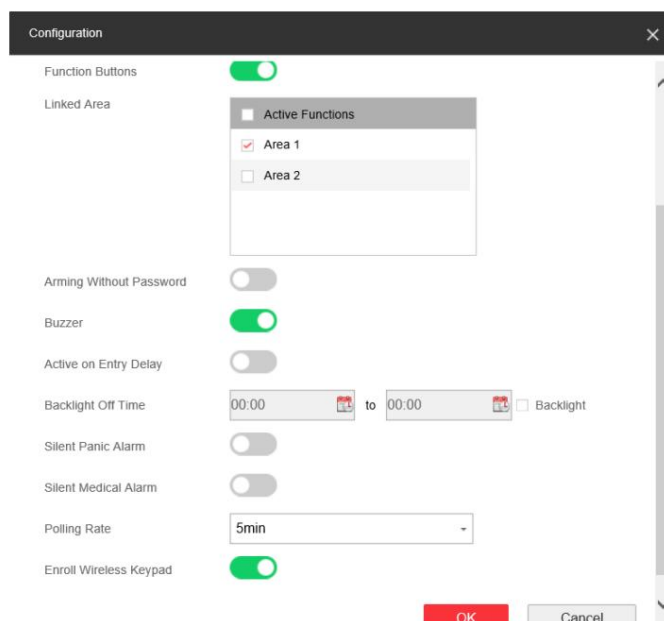 Configuration
Function Buttons
Linked Area
Active Functions
Area 1
Area 2
Arming Without Password
Buzzer
Active on Entry Delay
Backlight Off Time 00:00 to 00:00 Backlight
Silent Panic Alarm
Silent Medical Alarm
Polling Rate 5min
Enroll Wireless Keypad
OK Cancel